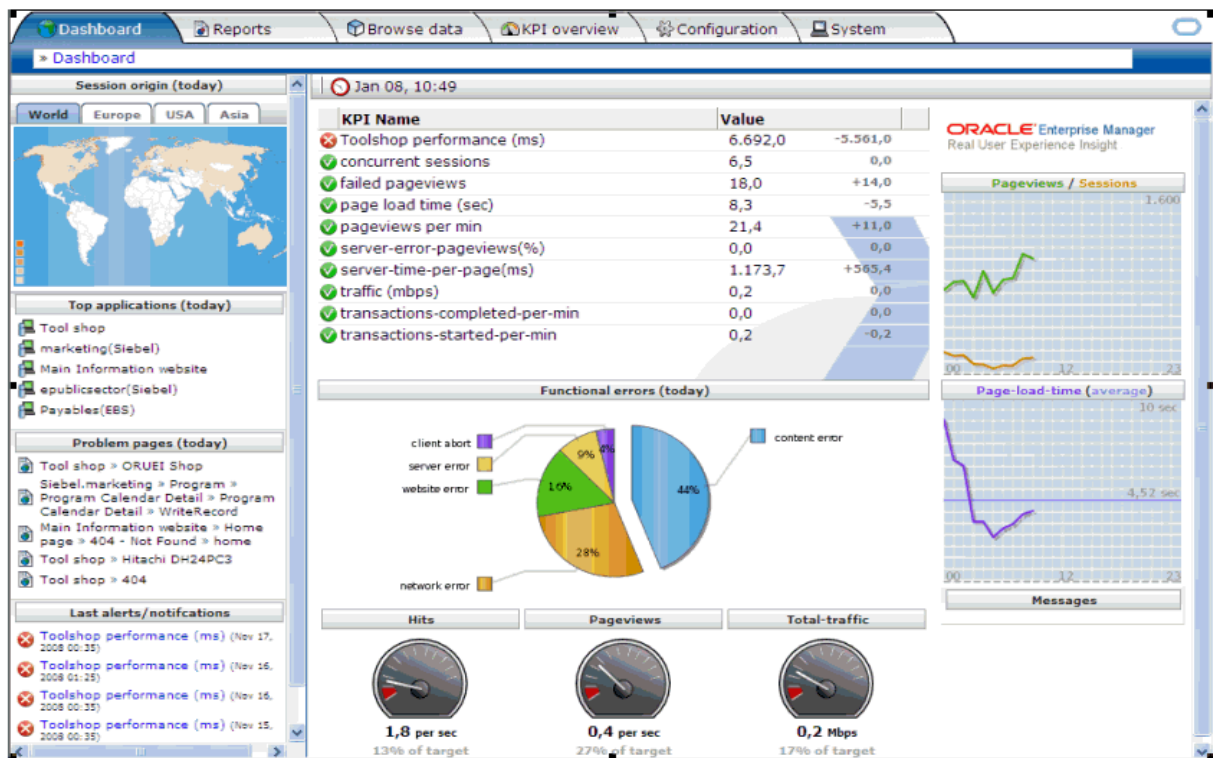 Dashboard
Reports
Browse data
KPI overview
Configuration
System
» Dashboard
Session origin (today)
World Europe USA Asia
Top applications (today)
Tool shop
marketing(Siebel)
Main Information website
epublicsector(Siebel)
Payables(EBS)
Problem pages (today)
Tool shop » ORUEI Shop
Siebel.marketing » Program »
Program Calendar Detail » Program
Calendar Detail » WriteRecord
Main Information website » Home
page » 404 - Not Found » home
Tool shop » Hitachi DH24PC3
Tool shop » 404
Last alerts/notifcations
Toolshop performance (ms) (Nov 17,
2008 00:35)
Toolshop performance (ms) (Nov 16,
2008 01:25)
Toolshop performance (ms) (Nov 16,
2008 00:35)
Toolshop performance (ms) (Nov 15,
2008 00:35)
Jan 08, 10:49
KPI Name Value
Toolshop performance (ms) 6.692,0 -5.561,0
concurrent sessions 6,5 0,0
failed pageviews 18,0 +14,0
page load time (sec) 8,3 -5,5
pageviews per min 21,4 +11,0
server-error-pageviews(%) 0,0 0,0
server-time-per-page(ms) 1.173,7 +565,4
traffic (mbps) 0,2 0,0
transactions-completed-per-min 0,0 0,0
transactions-started-per-min 0,2 -0,2
Functional errors (today)
client abort
server error
website error
network error
content error
4%
9%
16%
28%
44%
Hits
1,8 per sec
13% of target
Pageviews
0,4 per sec
27% of target
Total-traffic
0,2 Mbps
17% of target
ORACLE Enterprise Manager
Real User Experience Insight
Pageviews / Sessions
1.600
00 12 23
Page-load-time (average)
10 sec
4,52 sec
00 12 23
Messages